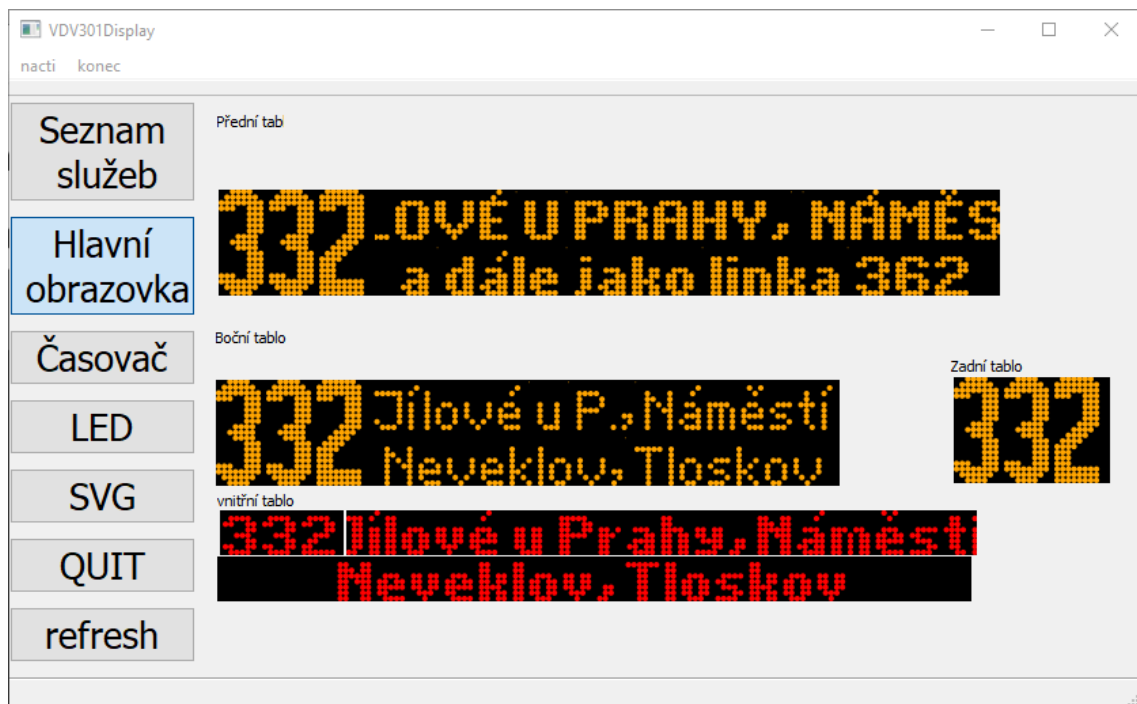 VDV301Display
nacti konec
Seznam
služeb
Hlavní
obrazovka
Časovač
LED
SVG
QUIT
refresh
Přední tabl
332 ..OVÉ U PRAHY, NÁMĚS
a dále jako linka 362
Boční tablo
332 Jílové u P.,Náměstí
Neveklov, Tloskov
Zadní tablo
332
vnitřní tablo
332 Jílové u Prahy, Náměstí
Neveklov, Tloskov